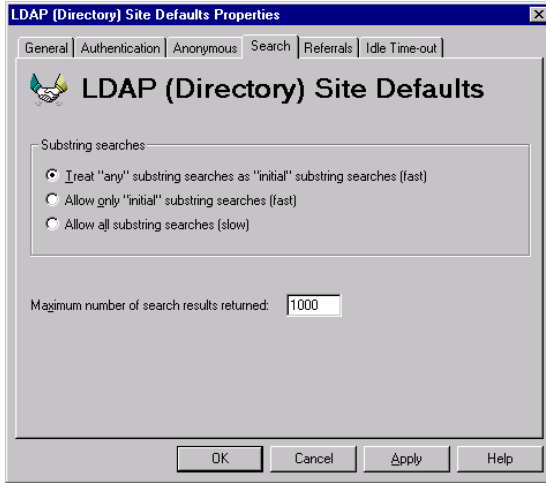 LDAP (Directory) Site Defaults Properties
General Authentication Anonymous Search Referrals Idle Time-out
LDAP (Directory) Site Defaults
Substring searches
Treat "any" substring searches as "initial" substring searches (fast)
Allow only "initial" substring searches (fast)
Allow all substring searches (slow)
Maximum number of search results returned: 1000
OK Cancel Apply Help